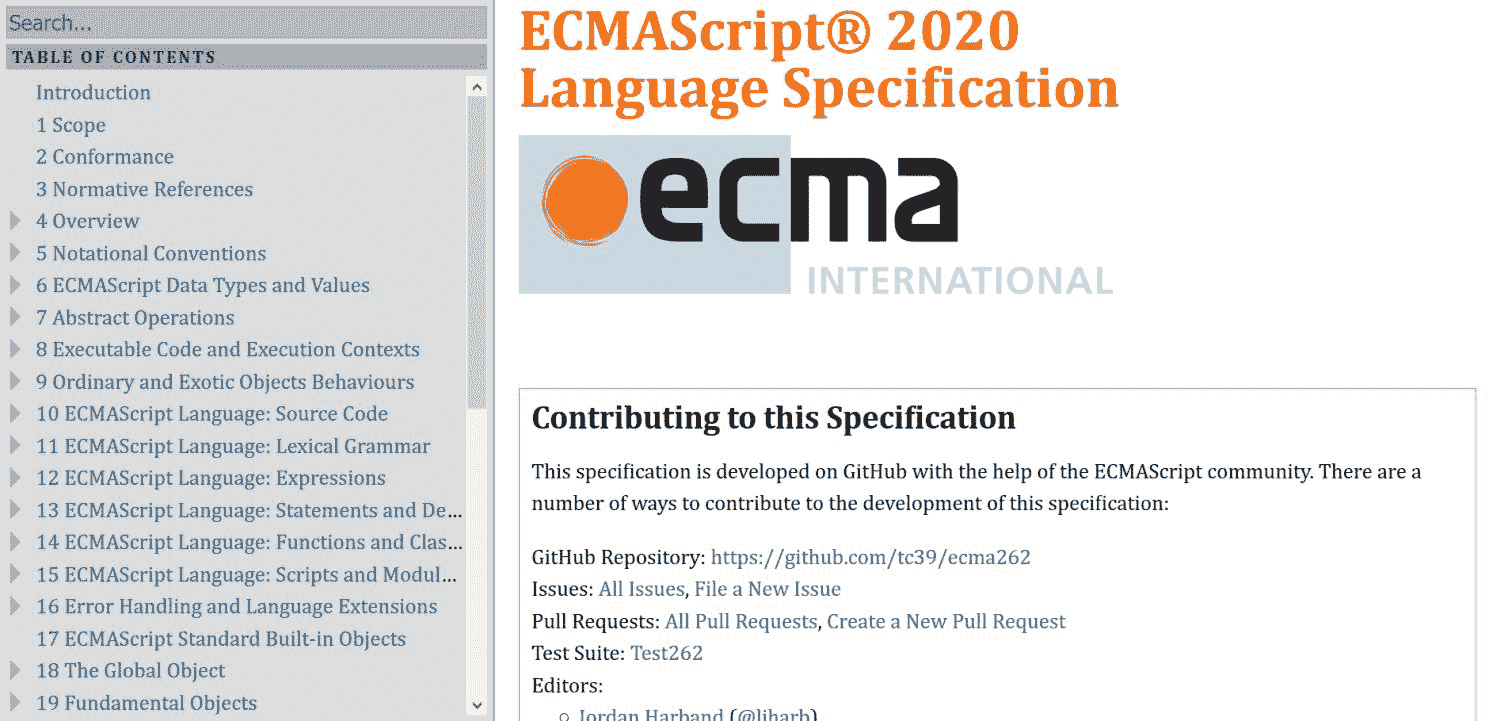 Search...
TABLE OF CONTENTS
Introduction
1 Scope
2 Conformance
3 Normative References
4 Overview
5 Notational Conventions
6 ECMAScript Data Types and Values
7 Abstract Operations
8 Executable Code and Execution Contexts
9 Ordinary and Exotic Objects Behaviours
10 ECMAScript Language: Source Code
11 ECMAScript Language: Lexical Grammar
12 ECMAScript Language: Expressions
13 ECMAScript Language: Statements and De...
14 ECMAScript Language: Functions and Clas...
15 ECMAScript Language: Scripts and Modul...
16 Error Handling and Language Extensions
17 ECMAScript Standard Built-in Objects
18 The Global Object
19 Fundamental Objects
ECMAScript® 2020
Language Specification
ecma
INTERNATIONAL
Contributing to this Specification
This specification is developed on GitHub with the help of the ECMAScript community. There are a
number of ways to contribute to the development of this specification:
GitHub Repository: https://github.com/tc39/ecma262
Issues: All Issues, File a New Issue
Pull Requests: All Pull Requests, Create a New Pull Request
Test Suite: Test262
Editors:
Jordan Harband (@ljharb)